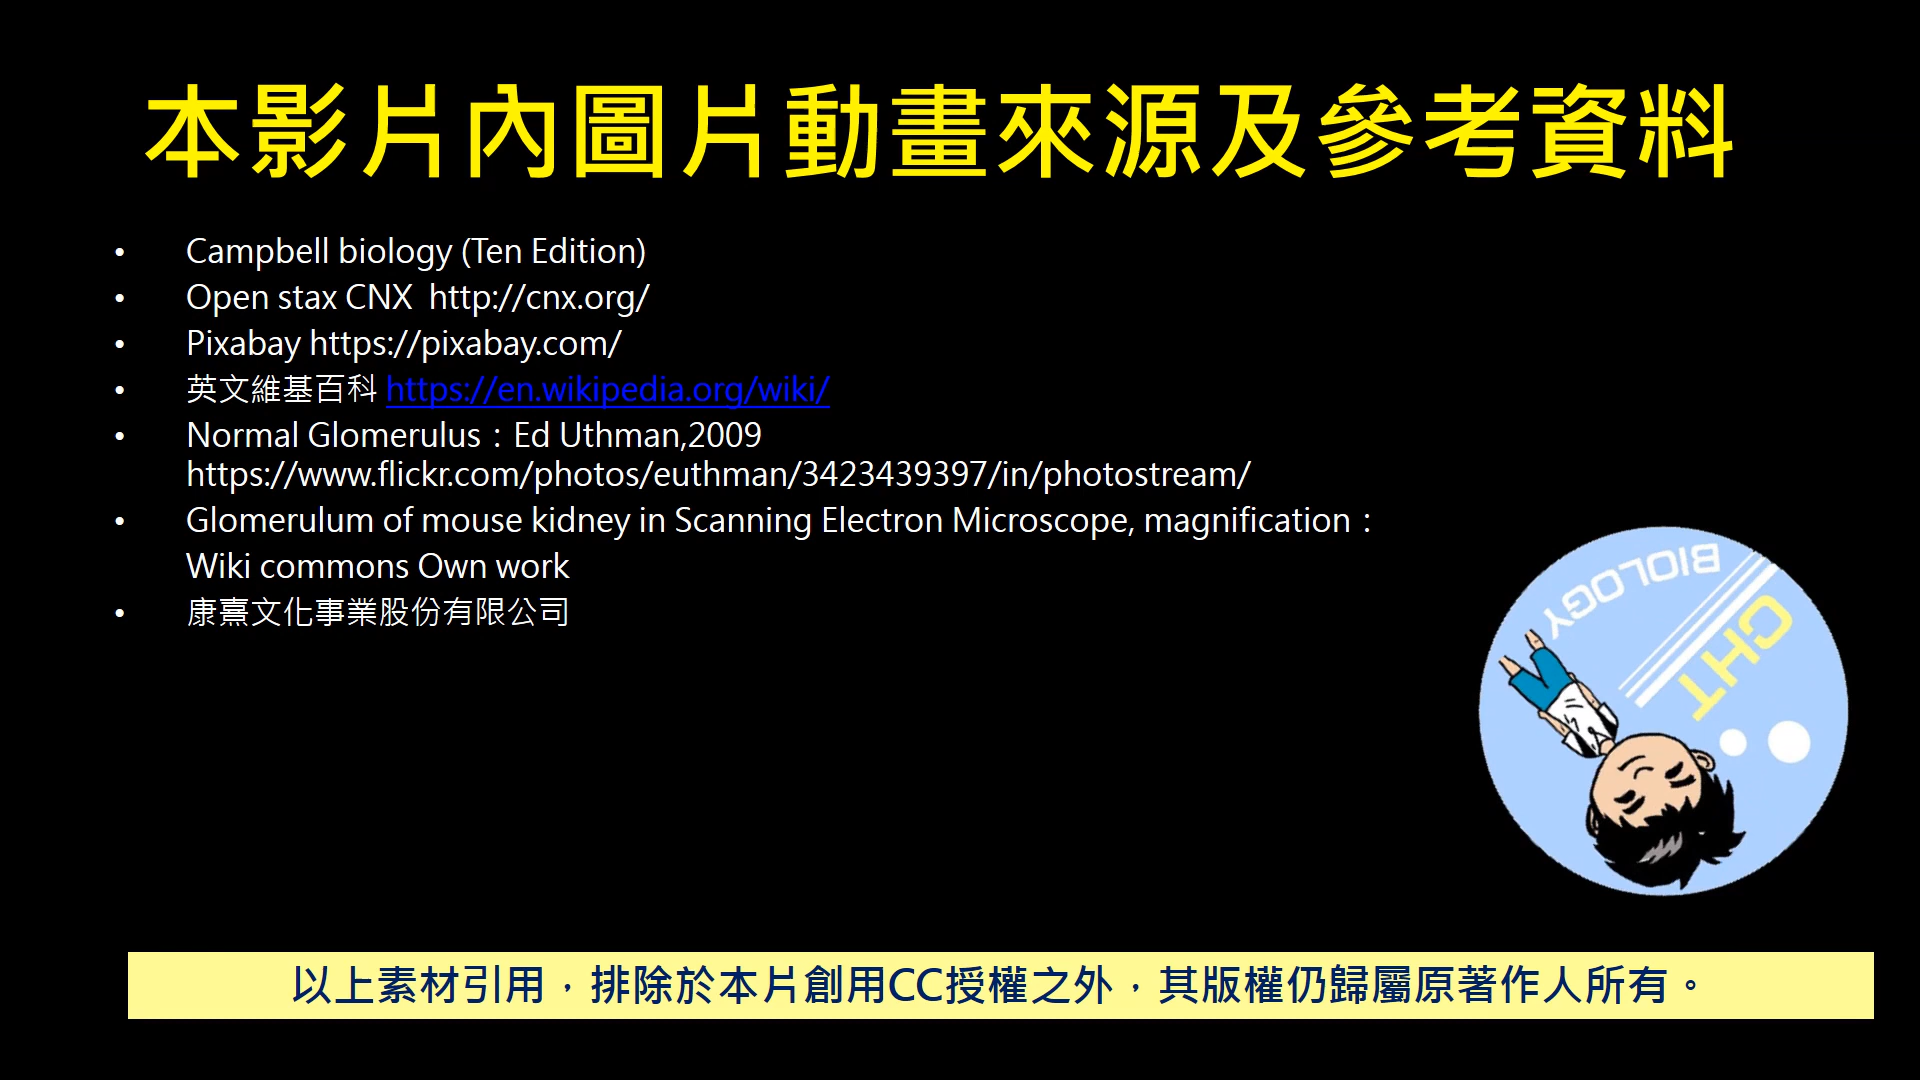 本影片內圖片動畫來源及參考資料
• Campbell biology (Ten Edition)
• Open stax CNX  http://cnx.org/
• Pixabay https://pixabay.com/
• 英文維基百科 https://en.wikipedia.org/wiki/
• Normal Glomerulus：Ed Uthman,2009
https://www.flickr.com/photos/euthman/3423439397/in/photostream/
• Glomerulum of mouse kidney in Scanning Electron Microscope, magnification：
Wiki commons Own work
• 康熹文化事業股份有限公司
BIOLOGY
CHT
以上素材引用，排除於本片創用CC授權之外，其版權仍歸屬原著作人所有。